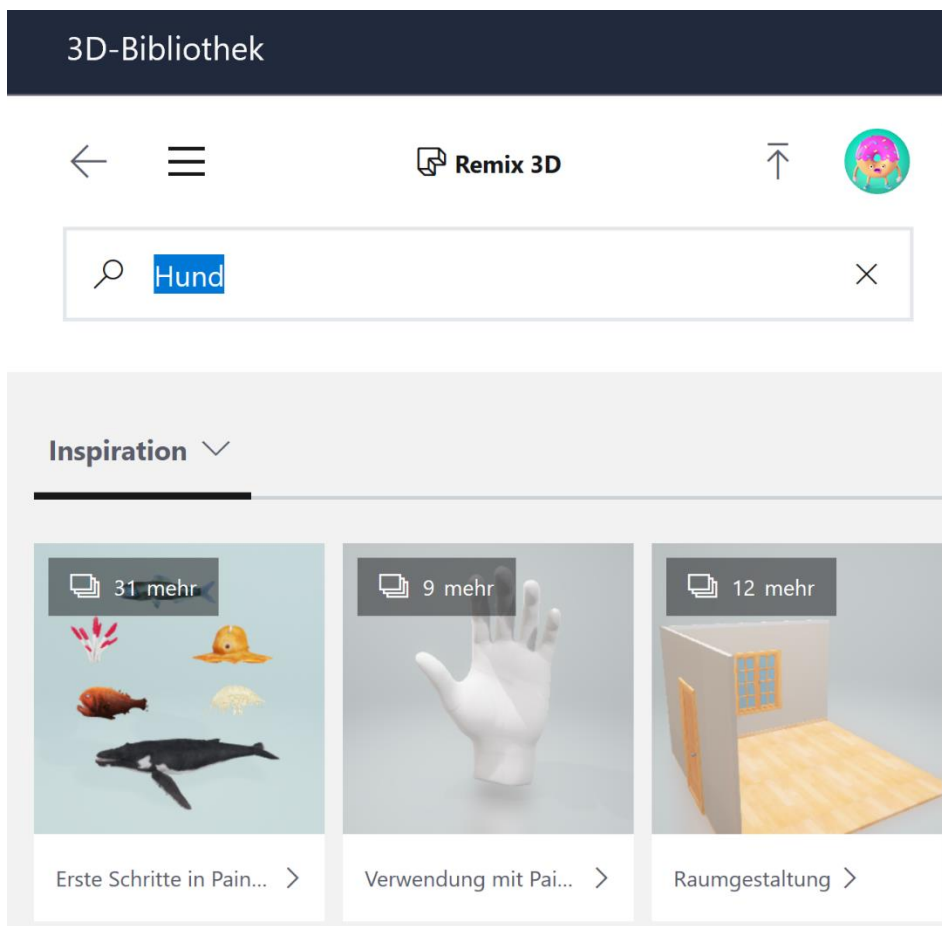 3D-Bibliothek
Remix 3D
Hund
Inspiration
31 mehr
9 mehr
12 mehr
Erste Schritte in Pain...
Verwendung mit Pai...
Raumgestaltung